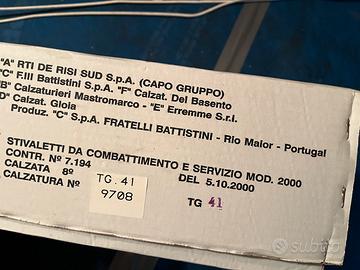 "A" RTI DE RISI SUD S.p.A. (CAPO GRUPPO)
"C" F.lli Battistini S.p.A. "F" Calzat. Del Basento
"B" Calzaturieri Mastromarco - "E" Erremme S.r.l.
"D" Calzat. Gioia
Produz. "C" S.p.A. FRATELLI BATTISTINI - Rio Maior - Portugal
STIVALETTI DA COMBATTIMENTO E SERVIZIO MOD. 2000
CONTR. Nº 7.194 DEL 5.10.2000
CALZATA 8º
CALZATURA Nº
TG. 41
9708
TG 41
subito